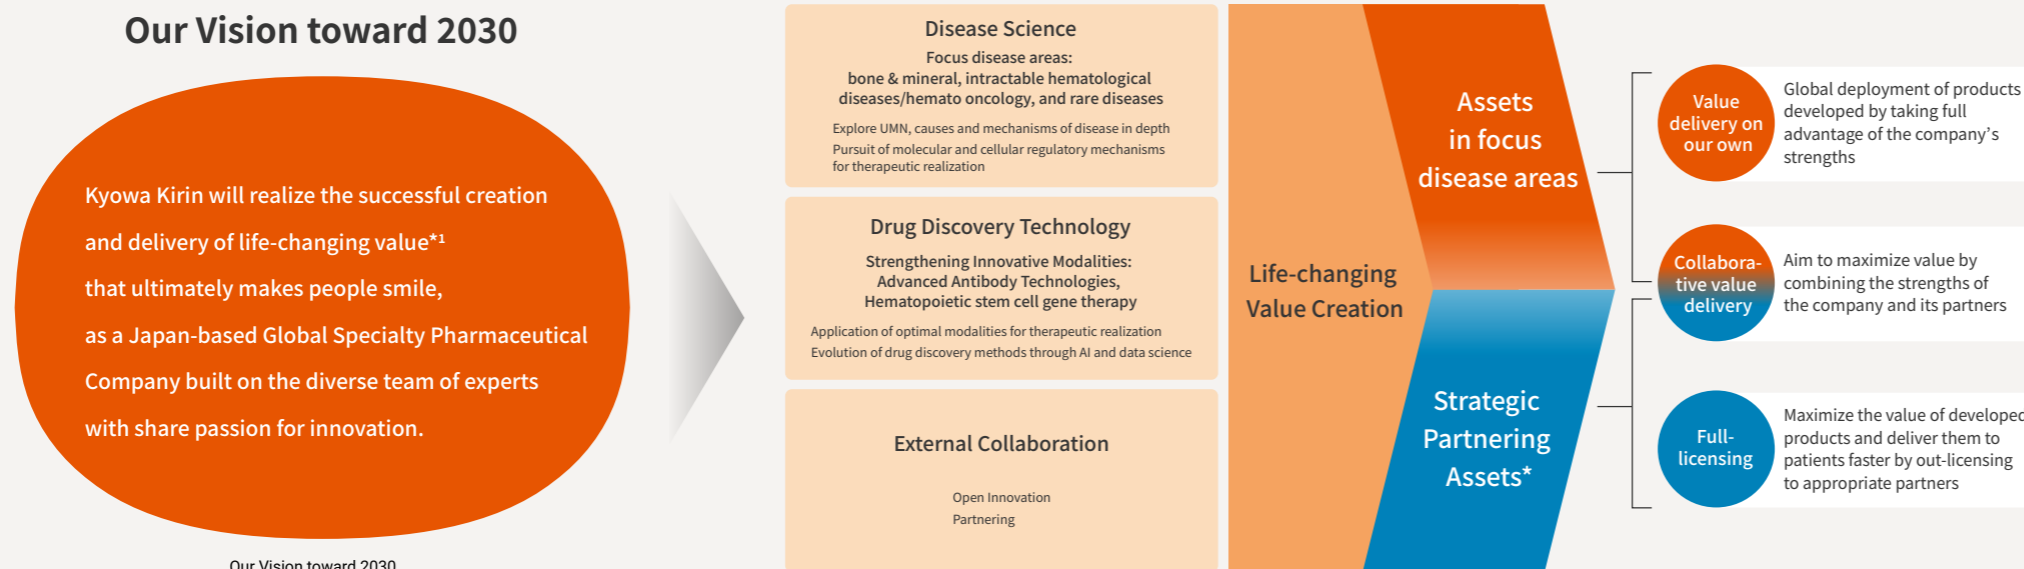 Our Vision toward 2030
Kyowa Kirin will realize the successful creation
and delivery of life-changing value*1
that ultimately makes people smile,
as a Japan-based Global Specialty Pharmaceutical
Company built on the diverse team of experts
with share passion for innovation.
Our Vision toward 2030
Disease Science
Focus disease areas:
bone & mineral, intractable hematological
diseases/hemato oncology, and rare diseases
Explore UMN, causes and mechanisms of disease in depth
Pursuit of molecular and cellular regulatory mechanisms
for therapeutic realization
Drug Discovery Technology
Strengthening Innovative Modalities:
Advanced Antibody Technologies,
Hematopoietic stem cell gene therapy
Application of optimal modalities for therapeutic realization
Evolution of drug discovery methods through AI and data science
External Collaboration
Open Innovation
Partnering
Life-changing
Value Creation
Assets
in focus
disease areas
Strategic
Partnering
Assets*
Value
delivery on
our own
Global deployment of products
developed by taking full
advantage of the company's
strengths
Collabora-
tive value
delivery
Aim to maximize value by
combining the strengths of
the company and its partners
Full-
licensing
Maximize the value of developed
products and deliver them to
patients faster by out-licensing
to appropriate partners